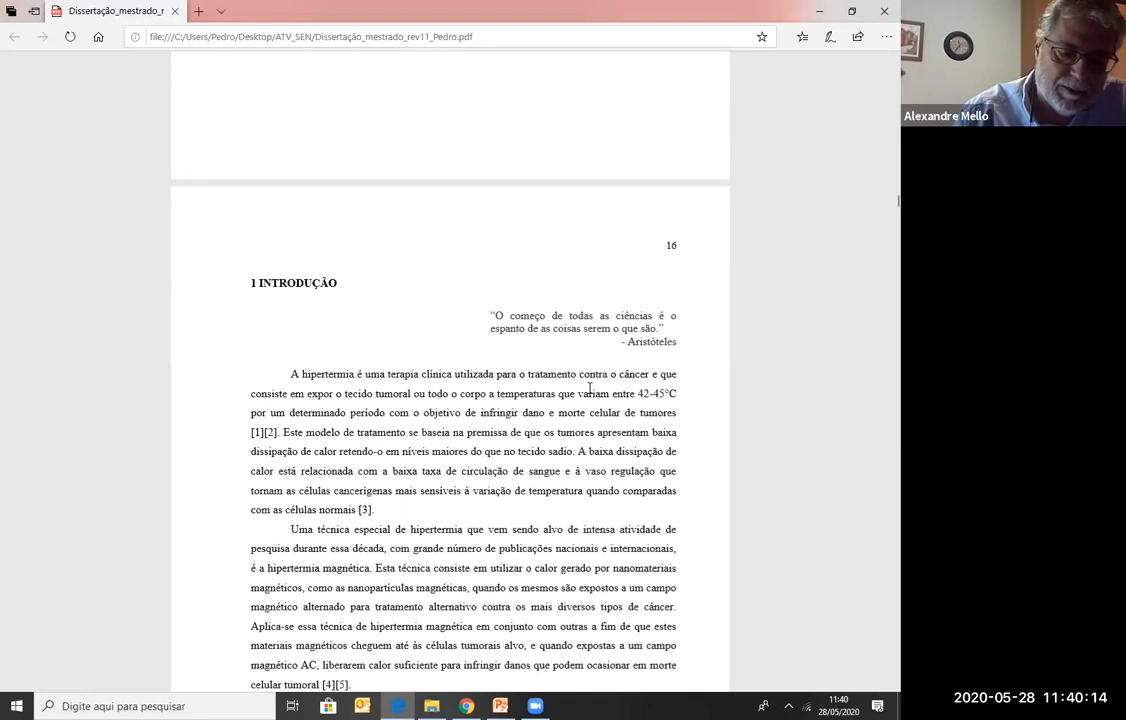 Dissertação_mestrado_r
file:///C:/Users/Pedro/Desktop/ATV_SEN/Dissertação_mestrado_rev11_Pedro.pdf
Alexandre Mello
16
1 INTRODUÇÃO
“O começo de todas as ciências é o
espanto de as coisas serem o que são.”
- Aristóteles
A hipertermia é uma terapia clínica utilizada para o tratamento contra o câncer e que
consiste em expor o tecido tumoral ou todo o corpo a temperaturas que variam entre 42-45°C
por um determinado período com o objetivo de infringir dano e morte celular de tumores
[1][2]. Este modelo de tratamento se baseia na premissa de que os tumores apresentam baixa
dissipação de calor retendo-o em níveis maiores do que no tecido sadio. A baixa dissipação de
calor está relacionada com a baixa taxa de circulação de sangue e à vaso regulação que
tornam as células cancerígenas mais sensíveis à variação de temperatura quando comparadas
com as células normais [3].
Uma técnica especial de hipertermia que vem sendo alvo de intensa atividade de
pesquisa durante essa década, com grande número de publicações nacionais e internacionais,
é a hipertermia magnética. Esta técnica consiste em utilizar o calor gerado por nanomateriais
magnéticos, como as nanopartículas magnéticas, quando os mesmos são expostos a um campo
magnético alternado para tratamento alternativo contra os mais diversos tipos de câncer.
Aplica-se essa técnica de hipertermia magnética em conjunto com outras a fim de que estes
materiais magnéticos cheguem até às células tumorais alvo, e quando expostas a um campo
magnético AC, liberarem calor suficiente para infringir danos que podem ocasionar em morte
celular tumoral [4][5].
Digite aqui para pesquisar
11:40
28/05/2020
2020-05-28 11:40:14